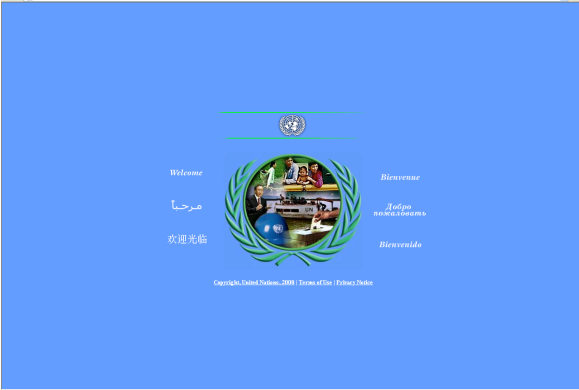 Welcome
Bienvenue
مرحباً
Добро
пожаловать
欢迎光临
Bienvenido
UN
Copyright, United Nations, 2008 | Terms of Use | Privacy Notice